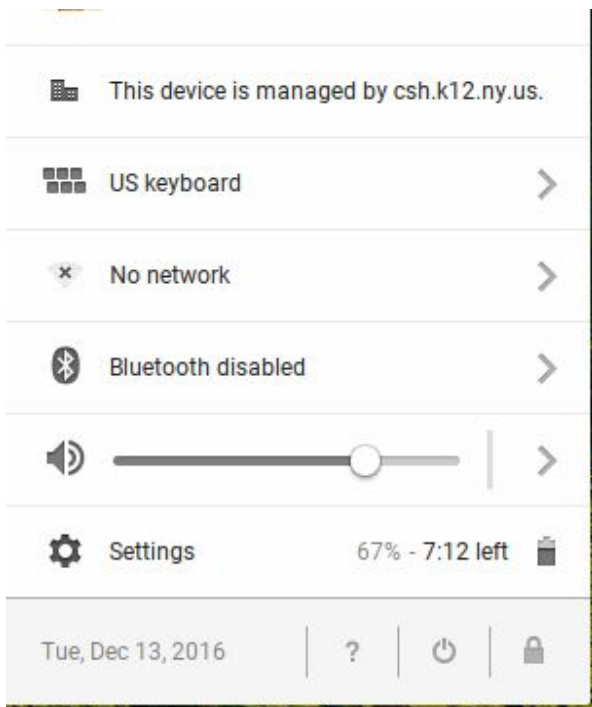 This device is managed by csh.k12.ny.us.
US keyboard
No network
Bluetooth disabled
Settings 67% - 7:12 left
Tue, Dec 13, 2016 ?